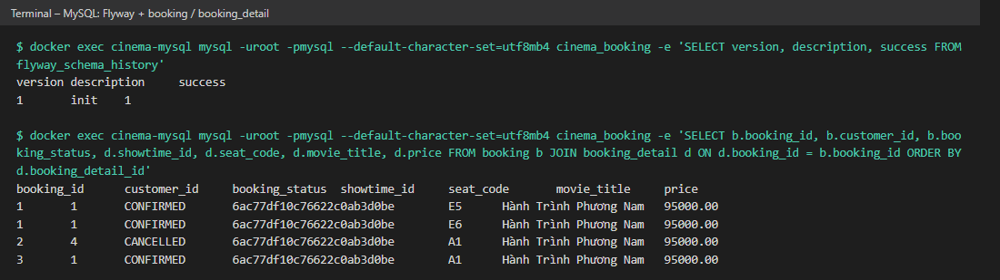 Terminal – MySQL: Flyway + booking / booking_detail
$ docker exec cinema-mysql mysql -uroot -pmysql --default-character-set=utf8mb4 cinema_booking -e 'SELECT version, description, success FROM
flyway_schema_history'
version description success
1 init 1
$ docker exec cinema-mysql mysql -uroot -pmysql --default-character-set=utf8mb4 cinema_booking -e 'SELECT b.booking_id, b.customer_id, b.boo
king_status, d.showtime_id, d.seat_code, d.movie_title, d.price FROM booking b JOIN booking_detail d ON d.booking_id = b.booking_id ORDER BY
d.booking_detail_id'
booking_id customer_id booking_status showtime_id seat_code movie_title price
1 1 CONFIRMED 6ac77df10c76622c0ab3d0be E5 Hành Trình Phương Nam 95000.00
1 1 CONFIRMED 6ac77df10c76622c0ab3d0be E6 Hành Trình Phương Nam 95000.00
2 4 CANCELLED 6ac77df10c76622c0ab3d0be A1 Hành Trình Phương Nam 95000.00
3 1 CONFIRMED 6ac77df10c76622c0ab3d0be A1 Hành Trình Phương Nam 95000.00